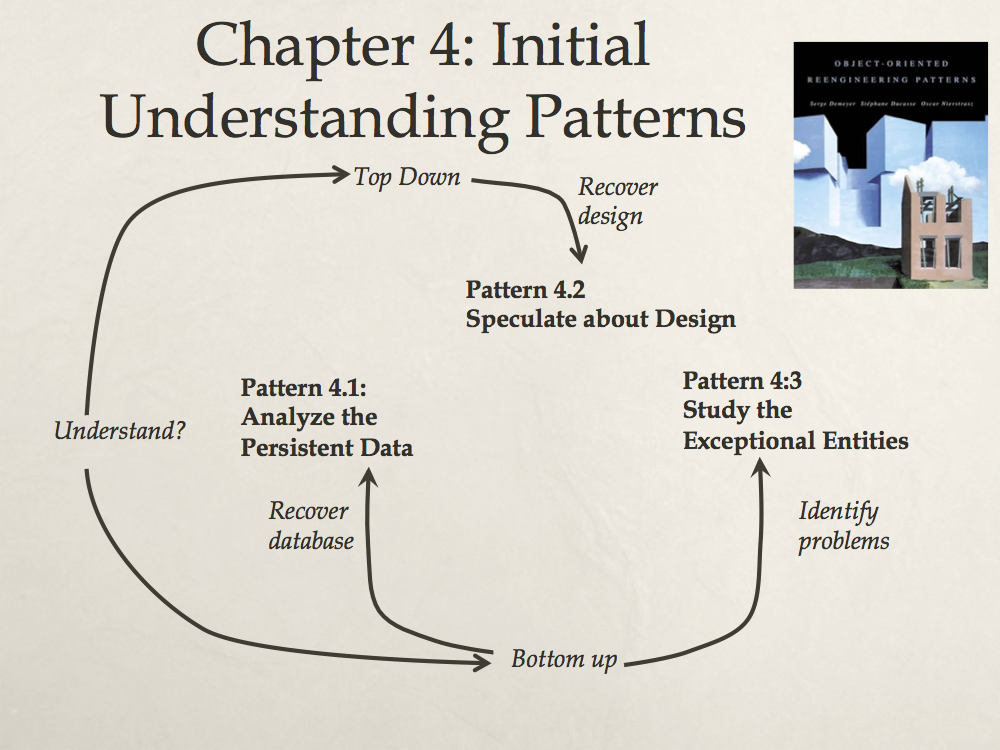 Chapter 4: Initial
Understanding Patterns
OBJECT-ORIENTED
REENGINEERING PATTERNS
Serge Demeyer Stéphane Ducasse Oscar Nierstrasz
Top Down
Recover
design
Pattern 4.2
Speculate about Design
Pattern 4.1:
Analyze the
Persistent Data
Pattern 4:3
Study the
Exceptional Entities
Understand?
Recover
database
Identify
problems
Bottom up